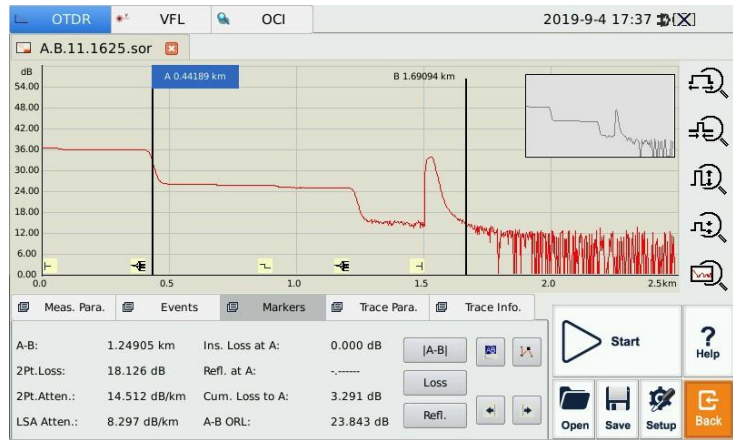 OTDR VFL OCI 2019-9-4 17:37
A.B.11.1625.sor
dB
54.00
A 0.44189 km
B 1.69094 km
48.00
42.00
36.00
30.00
24.00
18.00
12.00
6.00
0.00
0.0 0.5 1.0 1.5 2.0 2.5km
Meas. Para. Events Markers Trace Para. Trace Info.
A-B: 1.24905 km Ins. Loss at A: 0.000 dB |A-B| AB
2Pt.Loss: 18.126 dB Refl. at A: -.------ Loss
2Pt.Atten.: 14.512 dB/km Cum. Loss to A: 3.291 dB Refl.
LSA Atten.: 8.297 dB/km A-B ORL: 23.843 dB
Start ? Help
Open Save Setup Back